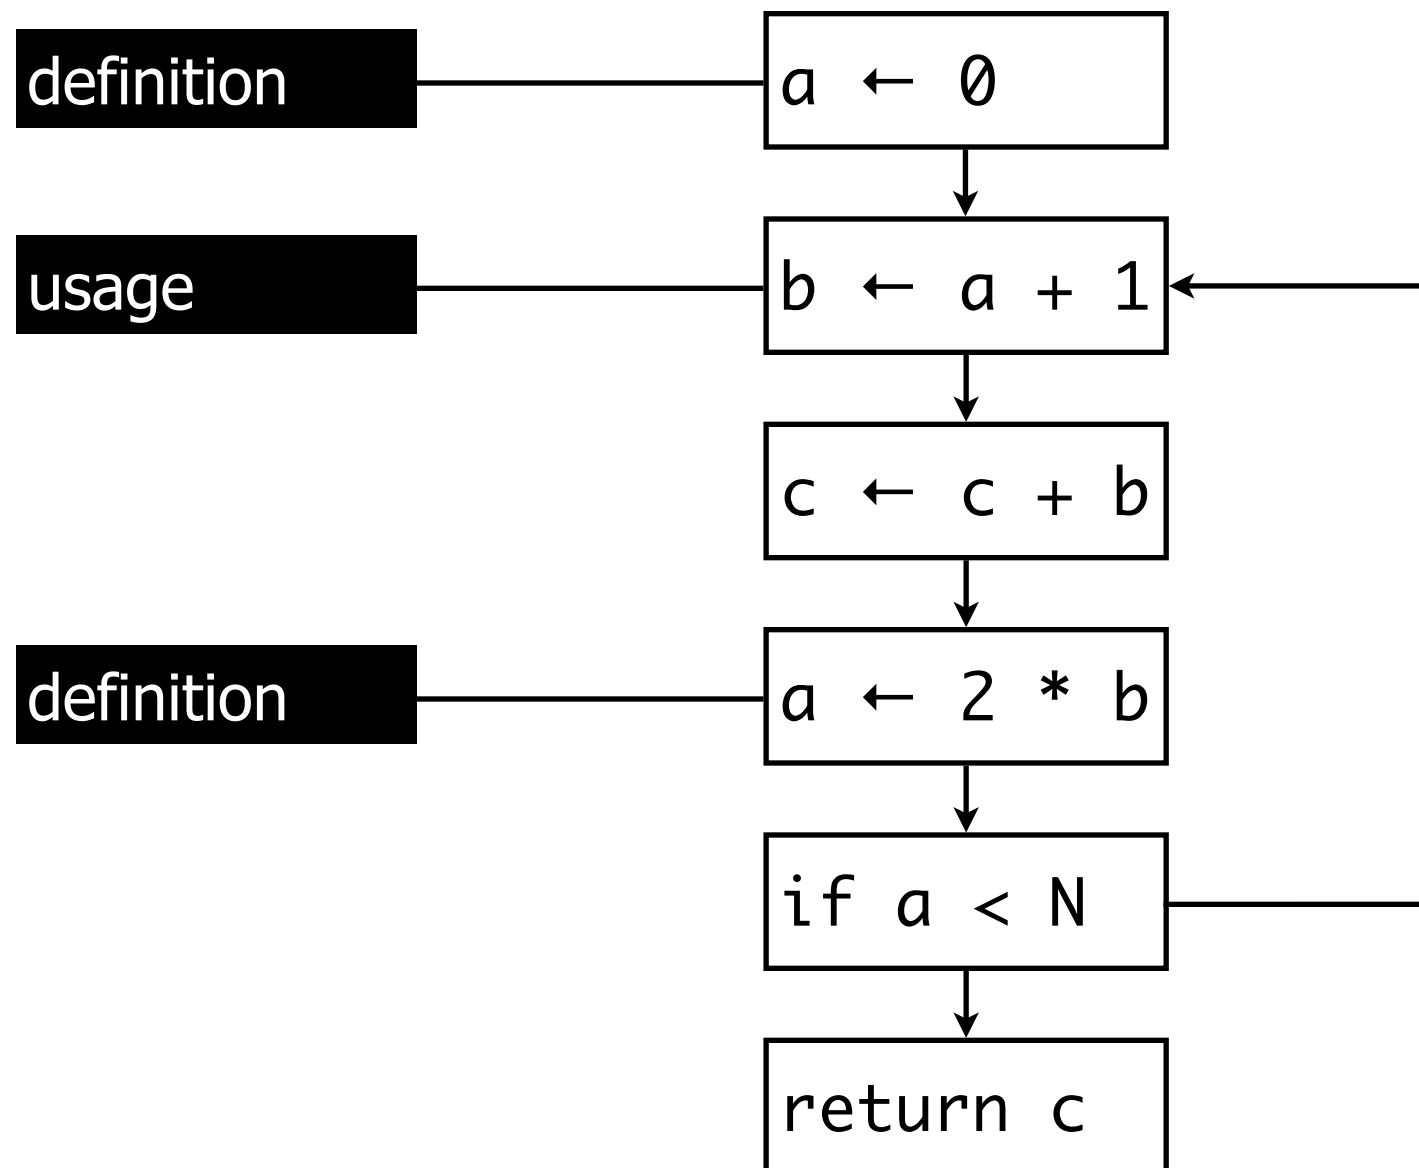 definition
a ← 0
usage
b ← a + 1
c ← c + b
definition
a ← 2 * b
if a < N
return c